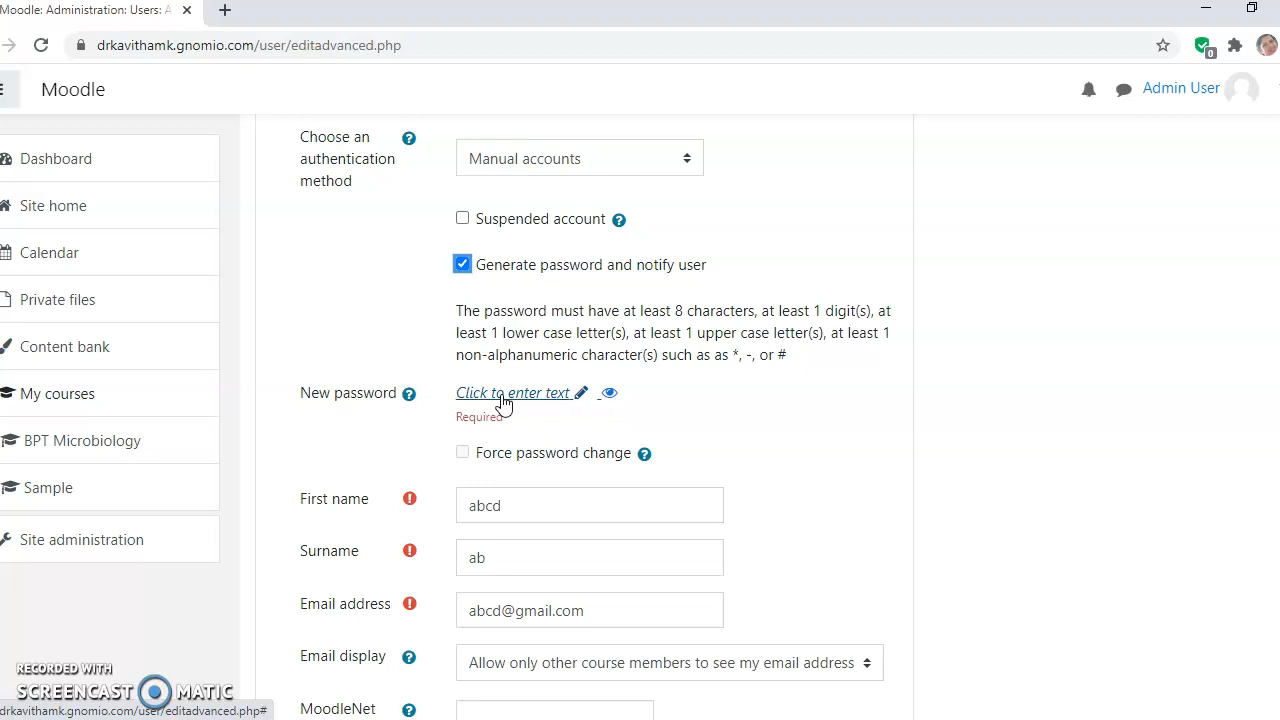 Moodle: Administration: Users: A
drkavithamk.gnomio.com/user/editadvanced.php
0
Moodle
Admin User
Dashboard
Site home
Calendar
Private files
Content bank
My courses
BPT Microbiology
Sample
Site administration
Choose an
authentication
method
Manual accounts
Suspended account
Generate password and notify user
The password must have at least 8 characters, at least 1 digit(s), at
least 1 lower case letter(s), at least 1 upper case letter(s), at least 1
non-alphanumeric character(s) such as as *, -, or #
New password
Click to enter text
Required
Force password change
First name
abcd
Surname
ab
Email address
abcd@gmail.com
Email display
Allow only other course members to see my email address
MoodleNet
RECORDED WITH
SCREENCAST MATIC
drkavithamk.gnomio.com/user/editadvanced.php#